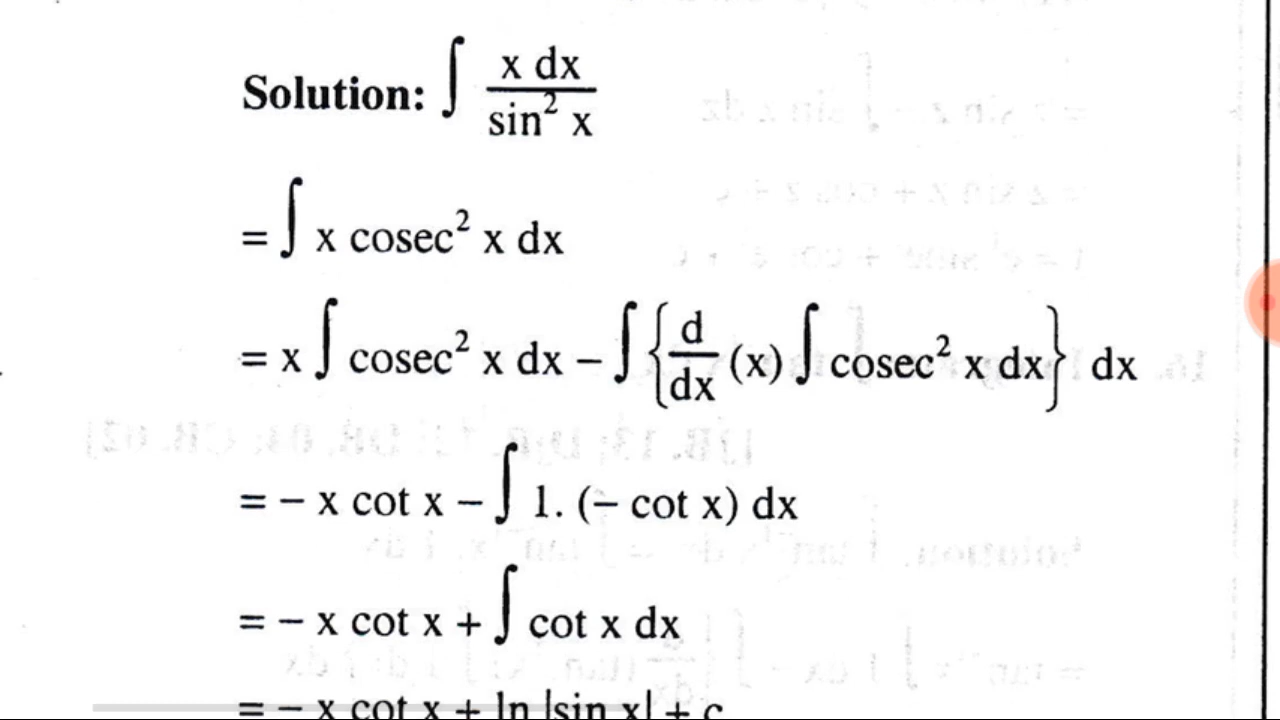 Solution: ∫ x dx / sin² x
= ∫ x cosec² x dx
= x ∫ cosec² x dx − ∫ {d/dx (x) ∫ cosec² x dx} dx
= − x cot x − ∫ 1. (− cot x) dx
= − x cot x + ∫ cot x dx
= − x cot x + ln |sin x| + c